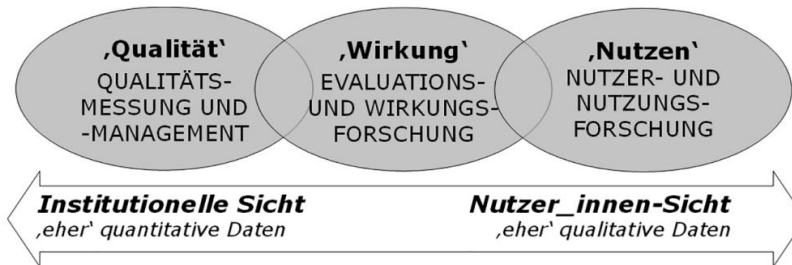 ‚Qualität‘
QUALITÄTS-
MESSUNG UND
-MANAGEMENT
‚Wirkung‘
EVALUATIONS-
UND WIRKUNGS-
FORSCHUNG
‚Nutzen‘
NUTZER- UND
NUTZUNGS-
FORSCHUNG
Institutionelle Sicht
‚eher‘ quantitative Daten
Nutzer_innen-Sicht
‚eher‘ qualitative Daten